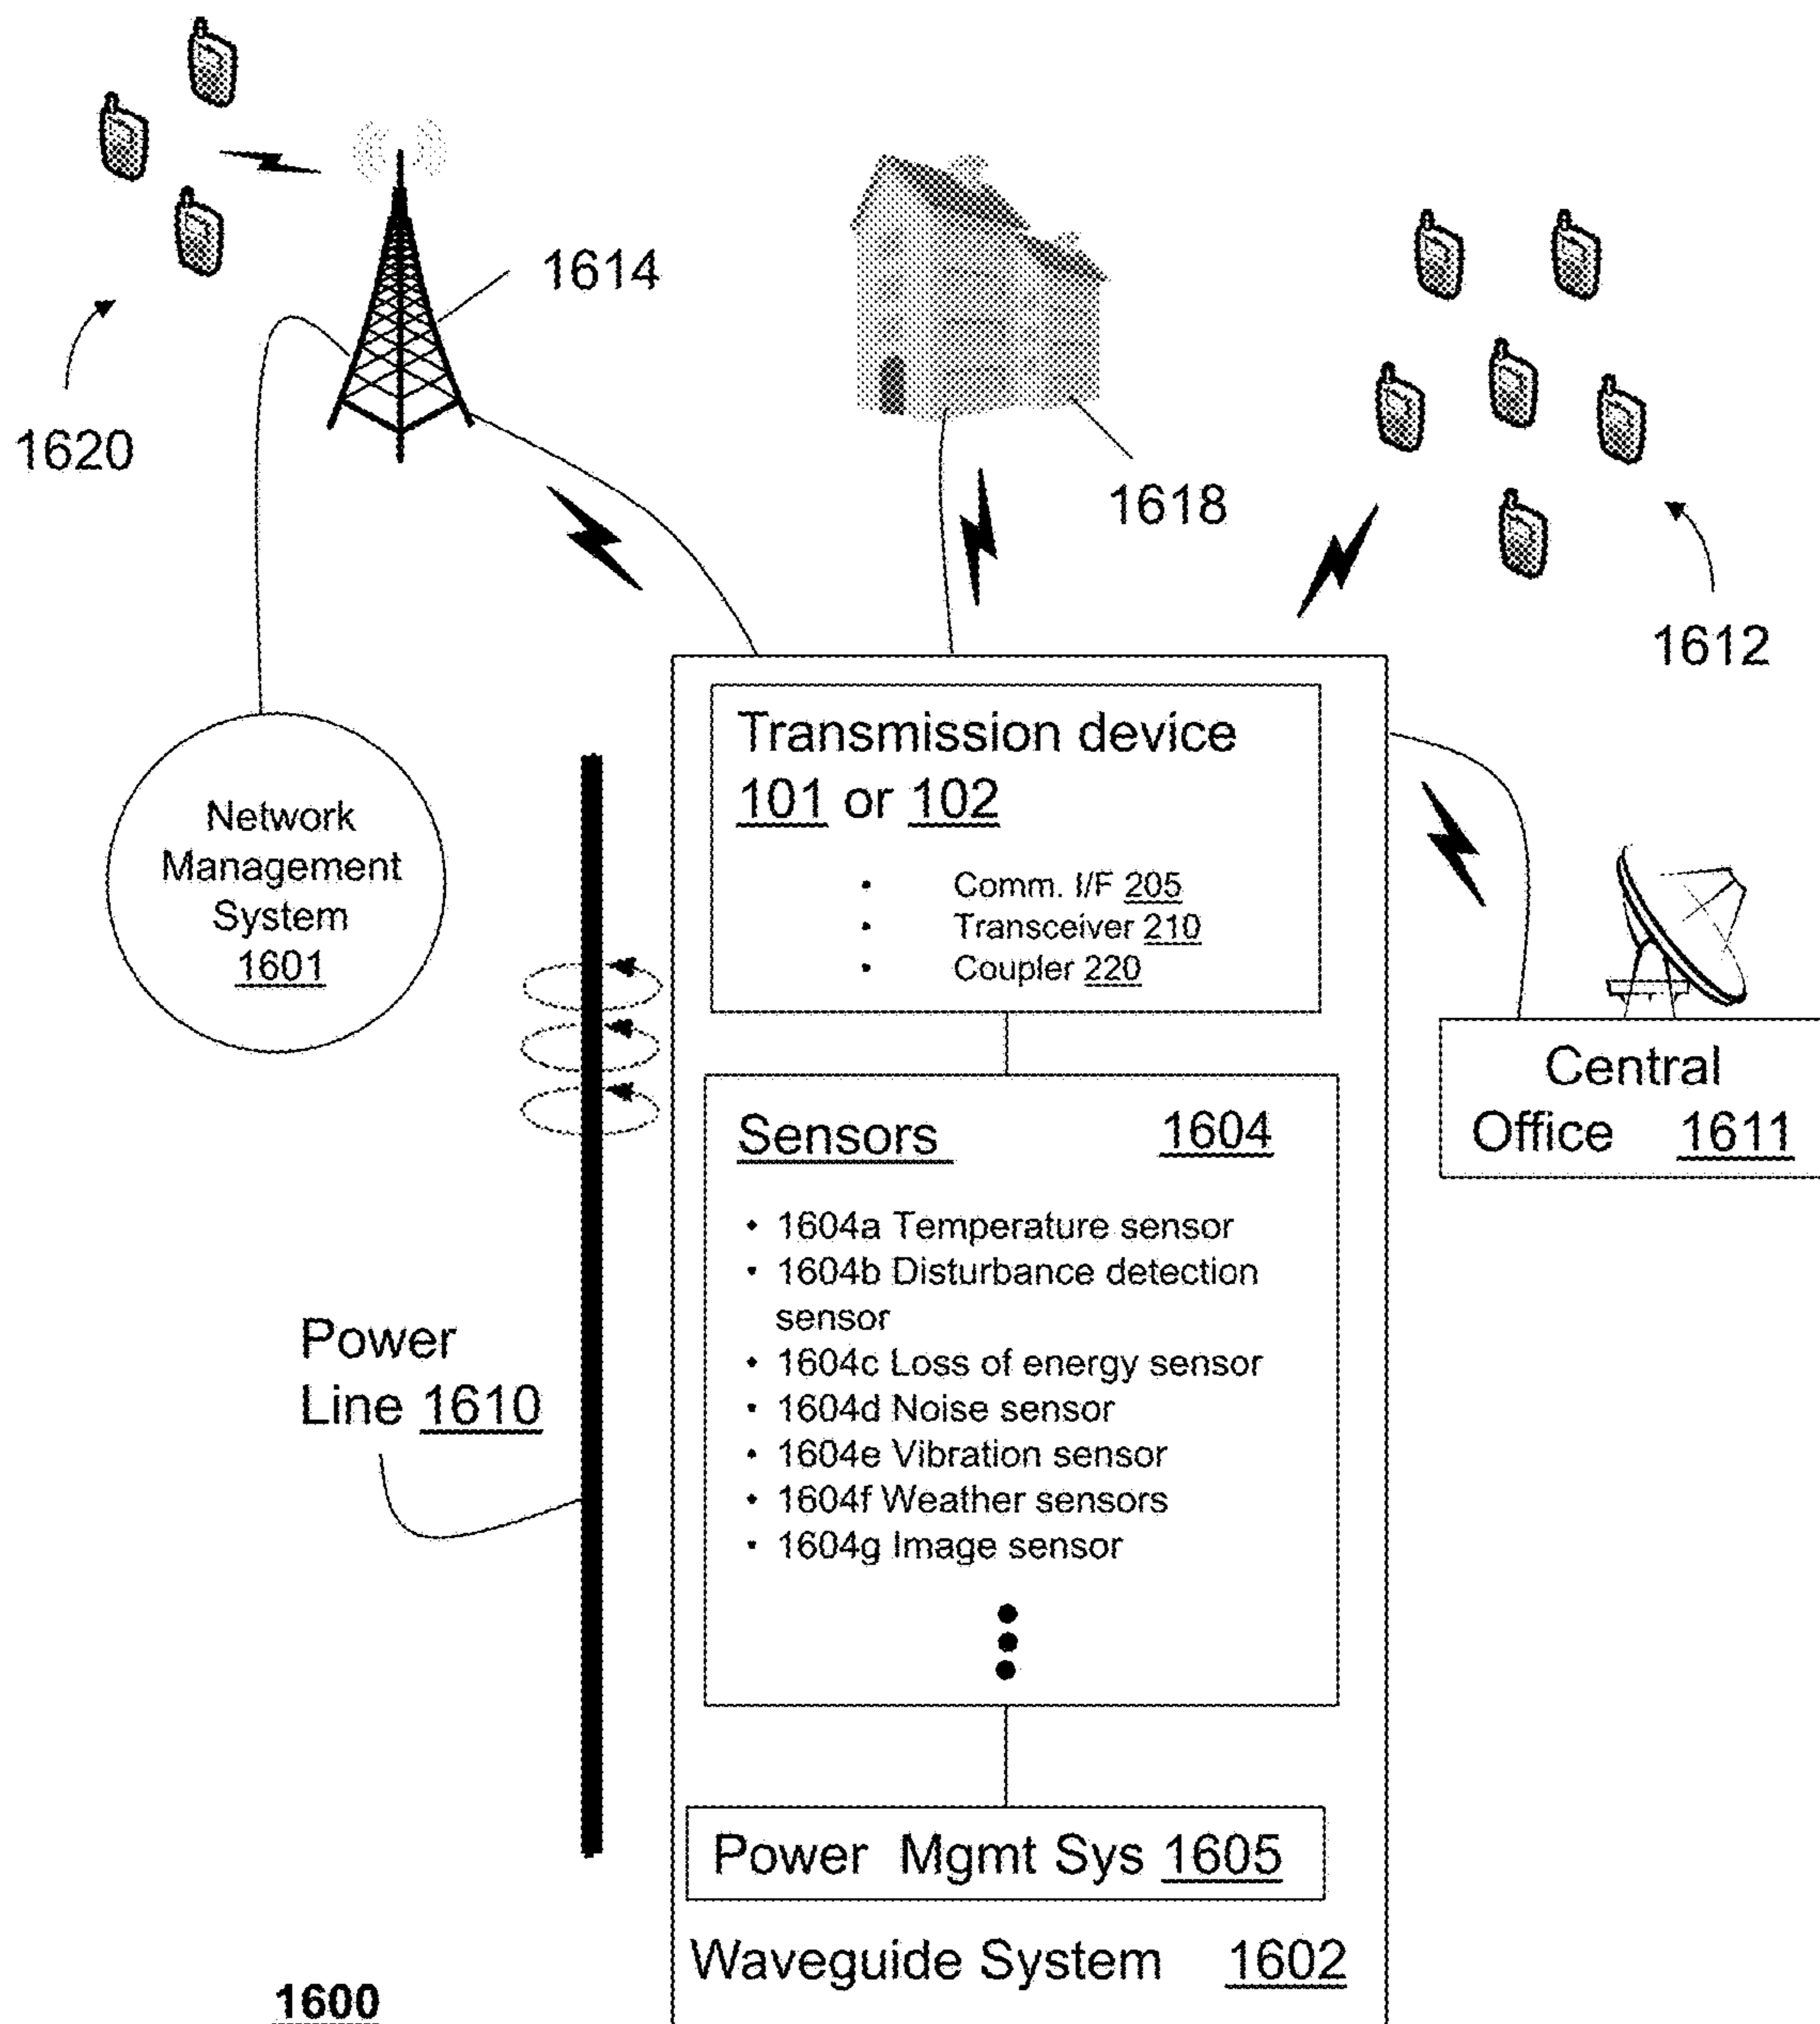 1614
1620
1618
1612
Transmission device
101 or 102
• Comm. I/F 205
• Transceiver 210
• Coupler 220
Network
Management
System
1601
Central
Office 1611
Sensors 1604
• 1604a Temperature sensor
• 1604b Disturbance detection
sensor
• 1604c Loss of energy sensor
• 1604d Noise sensor
• 1604e Vibration sensor
• 1604f Weather sensors
• 1604g Image sensor
Power
Line 1610
Power Mgmt Sys 1605
Waveguide System 1602
1600